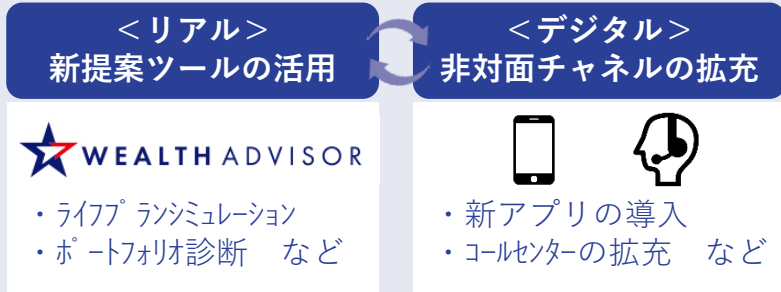 ＜リアル＞
新提案ツールの活用
WEALTH ADVISOR
・ﾗｲﾌﾌﾟﾗﾝｼﾐｭﾚｰｼｮﾝ
・ﾎﾟｰﾄﾌｫﾘｵ診断　など
＜デジタル＞
非対面チャネルの拡充
・新アプリの導入
・ｺｰﾙｾﾝﾀｰの拡充　など